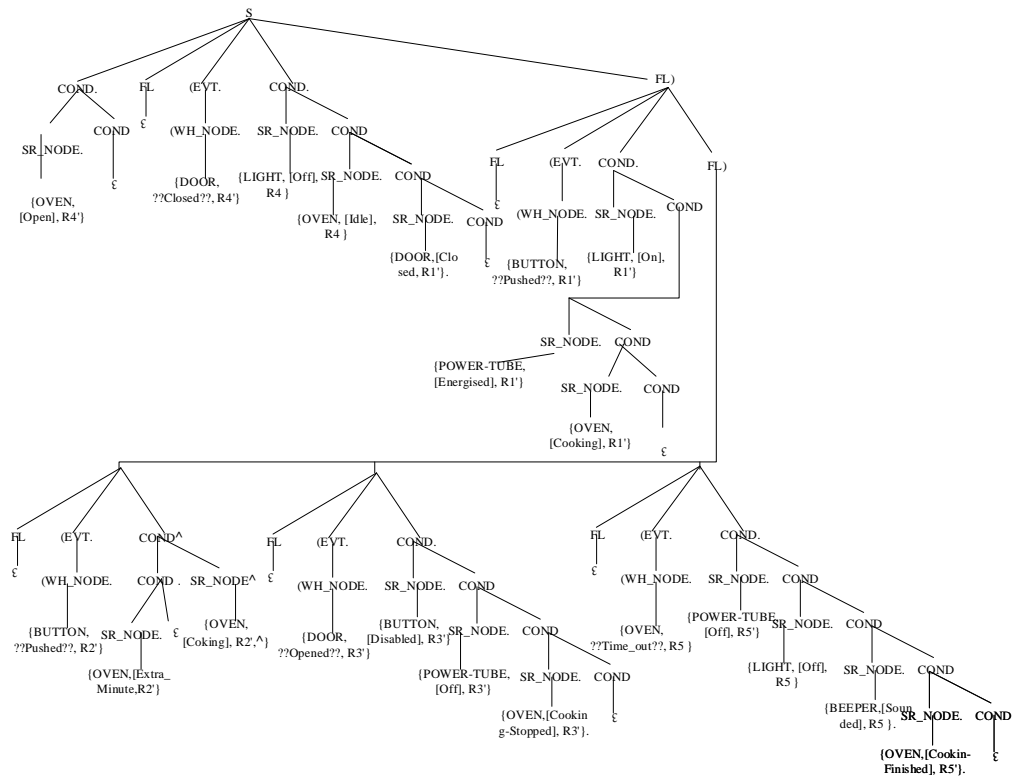 S
COND. FL (EVT. COND. FL)
ε
SR_NODE. COND (WH_NODE. SR_NODE. COND
ε
{OVEN,
[Open], R4'}
{DOOR,
??Closed??, R4'}
{LIGHT, [Off],
R4 }
SR_NODE. COND
{OVEN, [Idle],
R4 }
SR_NODE. COND
{DOOR,[Clo
sed, R1'}.
ε
FL (EVT. COND. FL)
ε
(WH_NODE. SR_NODE. COND
{BUTTON,
??Pushed??, R1'}
{LIGHT, [On],
R1'}
SR_NODE. COND
{POWER-TUBE,
[Energised], R1'}
SR_NODE. COND
{OVEN,
[Cooking], R1'}
ε
FL (EVT. COND^
ε
(WH_NODE. COND . SR_NODE^
{BUTTON,
??Pushed??, R2'}
SR_NODE. ε
{OVEN,
[Coking], R2',^}
{OVEN,[Extra_
Minute,R2'}
FL (EVT. COND.
ε
(WH_NODE. SR_NODE. COND
{DOOR,
??Opened??, R3'}
{BUTTON,
[Disabled], R3'}
SR_NODE. COND
{POWER-TUBE,
[Off], R3'}
SR_NODE. COND
{OVEN,[Cookin
g-Stopped], R3'}.
ε
FL (EVT. COND.
ε
(WH_NODE. SR_NODE. COND
{OVEN,
??Time_out??, R5 }
{POWER-TUBE
[Off], R5'}
SR_NODE. COND
{LIGHT, [Off],
R5 }
SR_NODE. COND
{BEEPER,[Soun
ded], R5 }.
SR_NODE. COND
{OVEN,[Cookin-
Finished], R5'}.
ε